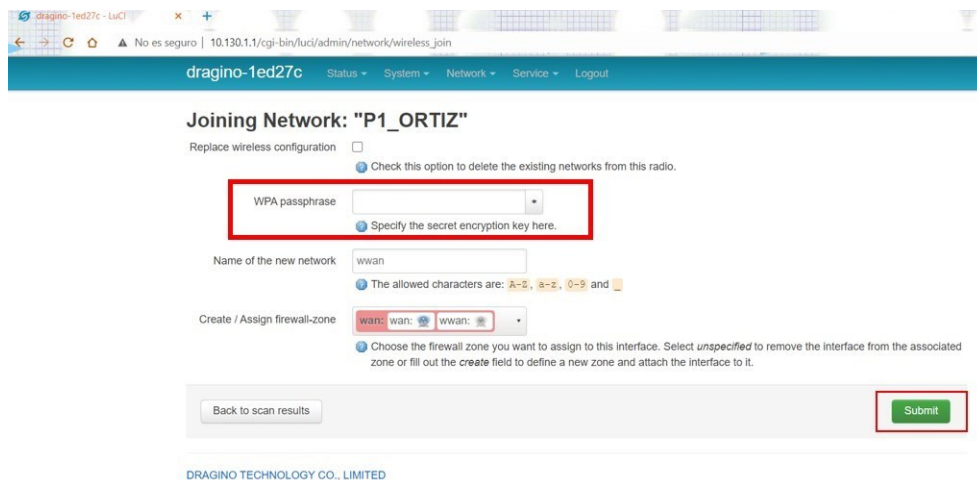 dragino-1ed27c - LuCI
No es seguro | 10.130.1.1/cgi-bin/luci/admin/network/wireless_join
dragino-1ed27c Status System Network Service Logout
Joining Network: "P1_ORTIZ"
Replace wireless configuration
Check this option to delete the existing networks from this radio.
WPA passphrase *
Specify the secret encryption key here.
Name of the new network wwan
The allowed characters are: A-Z, a-z, 0-9 and _
Create / Assign firewall-zone wan: wan: wwan:
Choose the firewall zone you want to assign to this interface. Select unspecified to remove the interface from the associated
zone or fill out the create field to define a new zone and attach the interface to it.
Back to scan results Submit
DRAGINO TECHNOLOGY CO., LIMITED